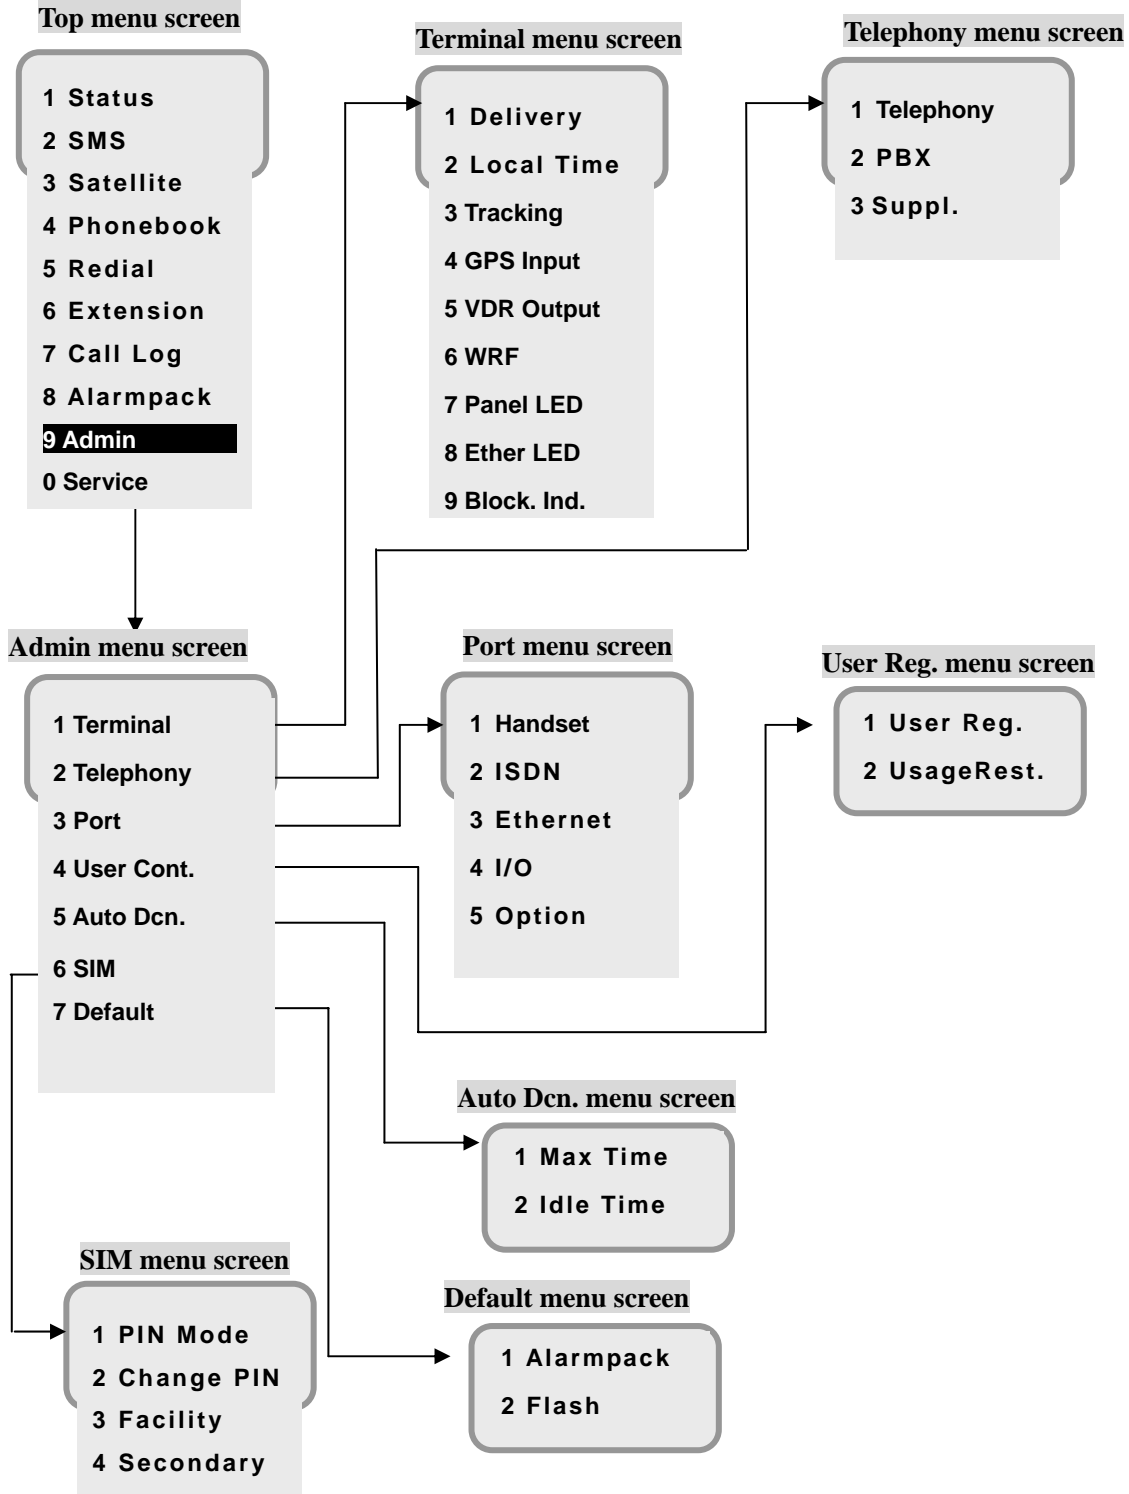 Top menu screen
1 Status
2 SMS
3 Satellite
4 Phonebook
5 Redial
6 Extension
7 Call Log
8 Alarmpack
9 Admin
0 Service
Terminal menu screen
1 Delivery
2 Local Time
3 Tracking
4 GPS Input
5 VDR Output
6 WRF
7 Panel LED
8 Ether LED
9 Block. Ind.
Telephony menu screen
1 Telephony
2 PBX
3 Suppl.
Admin menu screen
1 Terminal
2 Telephony
3 Port
4 User Cont.
5 Auto Dcn.
6 SIM
7 Default
Port menu screen
1 Handset
2 ISDN
3 Ethernet
4 I/O
5 Option
User Reg. menu screen
1 User Reg.
2 UsageRest.
Auto Dcn. menu screen
1 Max Time
2 Idle Time
SIM menu screen
1 PIN Mode
2 Change PIN
3 Facility
4 Secondary
Default menu screen
1 Alarmpack
2 Flash